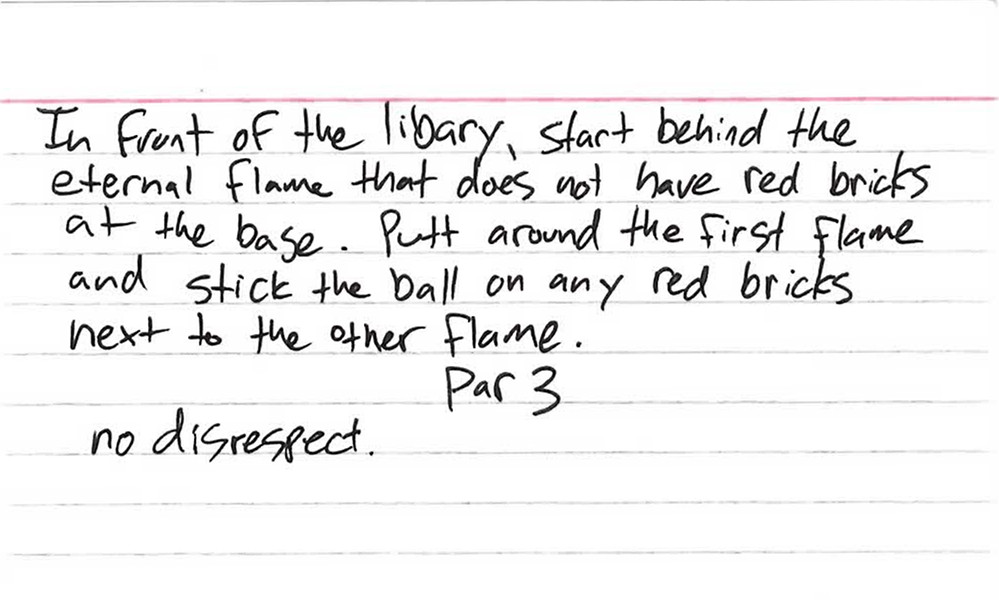 In front of the libary, start behind the
eternal flame that does not have red bricks
at the base. Putt around the first flame
and stick the ball on any red bricks
next to the other flame.
Par 3
no disrespect.